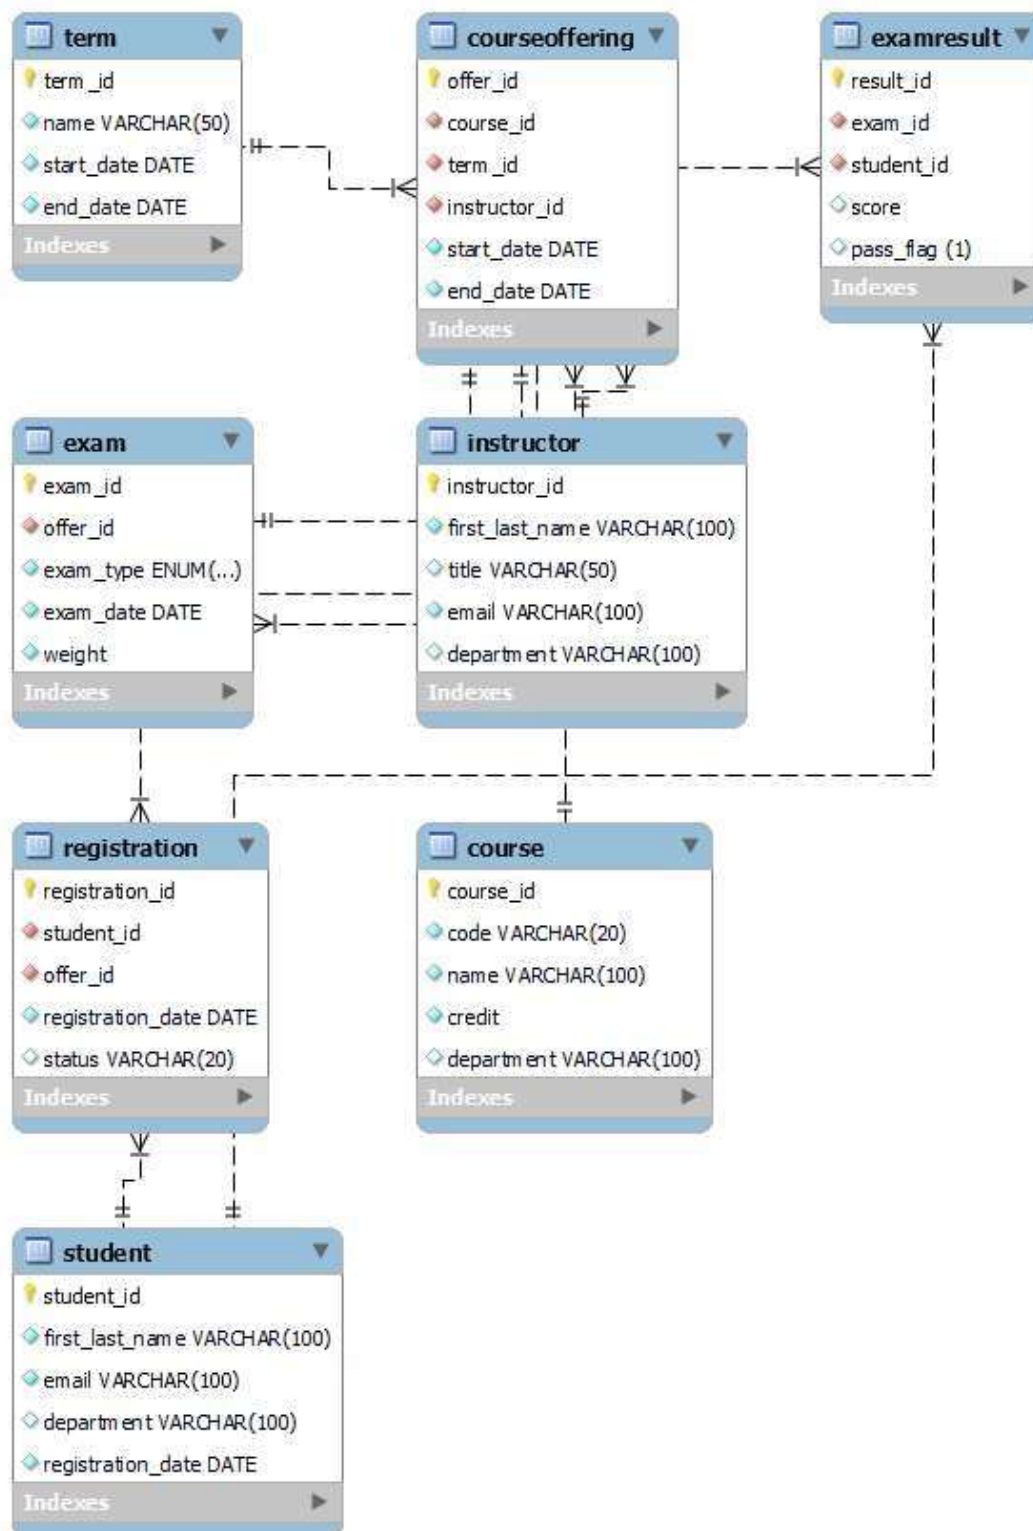 term
term_id
name VARCHAR(50)
start_date DATE
end_date DATE
Indexes
courseoffering
offer_id
course_id
term_id
instructor_id
start_date DATE
end_date DATE
Indexes
examresult
result_id
exam_id
student_id
score
pass_flag (1)
Indexes
exam
exam_id
offer_id
exam_type ENUM(...)
exam_date DATE
weight
Indexes
instructor
instructor_id
first_last_name VARCHAR(100)
title VARCHAR(50)
email VARCHAR(100)
department VARCHAR(100)
Indexes
registration
registration_id
student_id
offer_id
registration_date DATE
status VARCHAR(20)
Indexes
course
course_id
code VARCHAR(20)
name VARCHAR(100)
credit
department VARCHAR(100)
Indexes
student
student_id
first_last_name VARCHAR(100)
email VARCHAR(100)
department VARCHAR(100)
registration_date DATE
Indexes